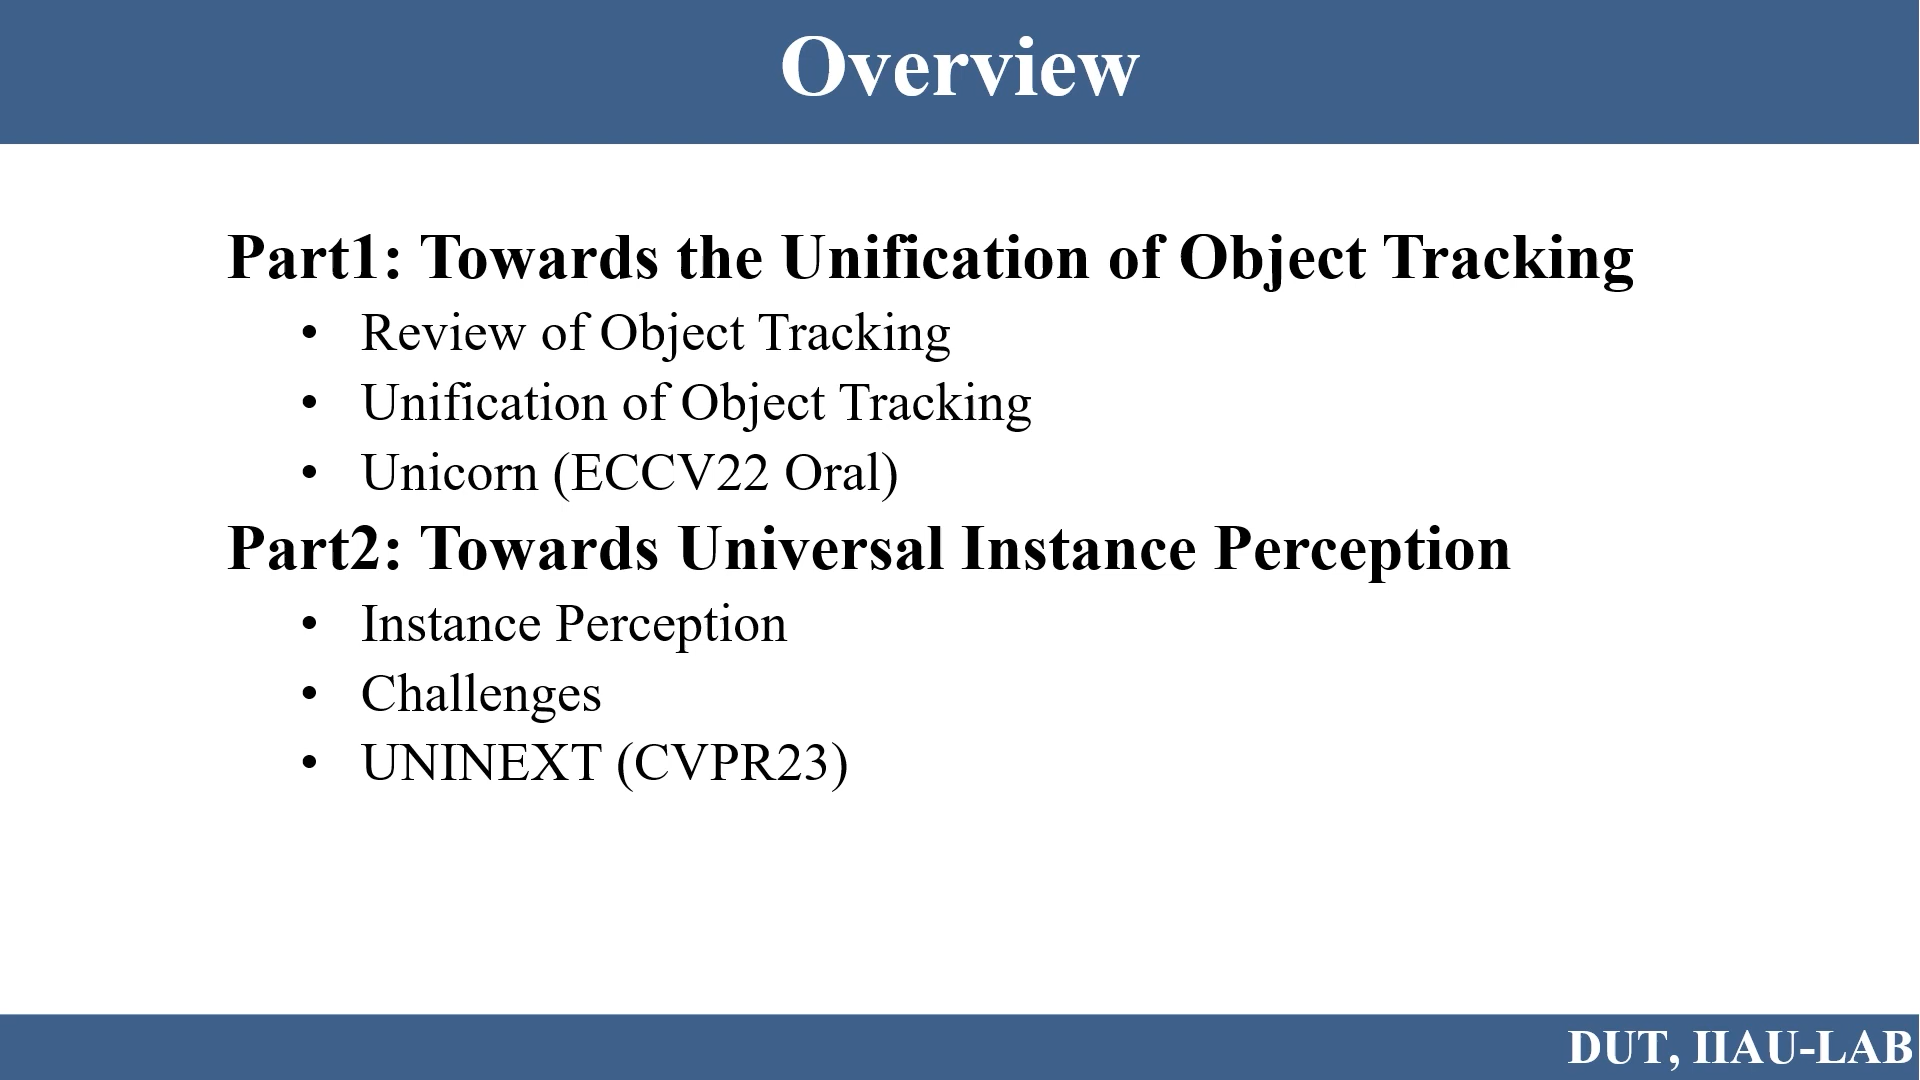 Overview
Part1: Towards the Unification of Object Tracking
• Review of Object Tracking
• Unification of Object Tracking
• Unicorn (ECCV22 Oral)
Part2: Towards Universal Instance Perception
• Instance Perception
• Challenges
• UNINEXT (CVPR23)
DUT, IIAU-LAB